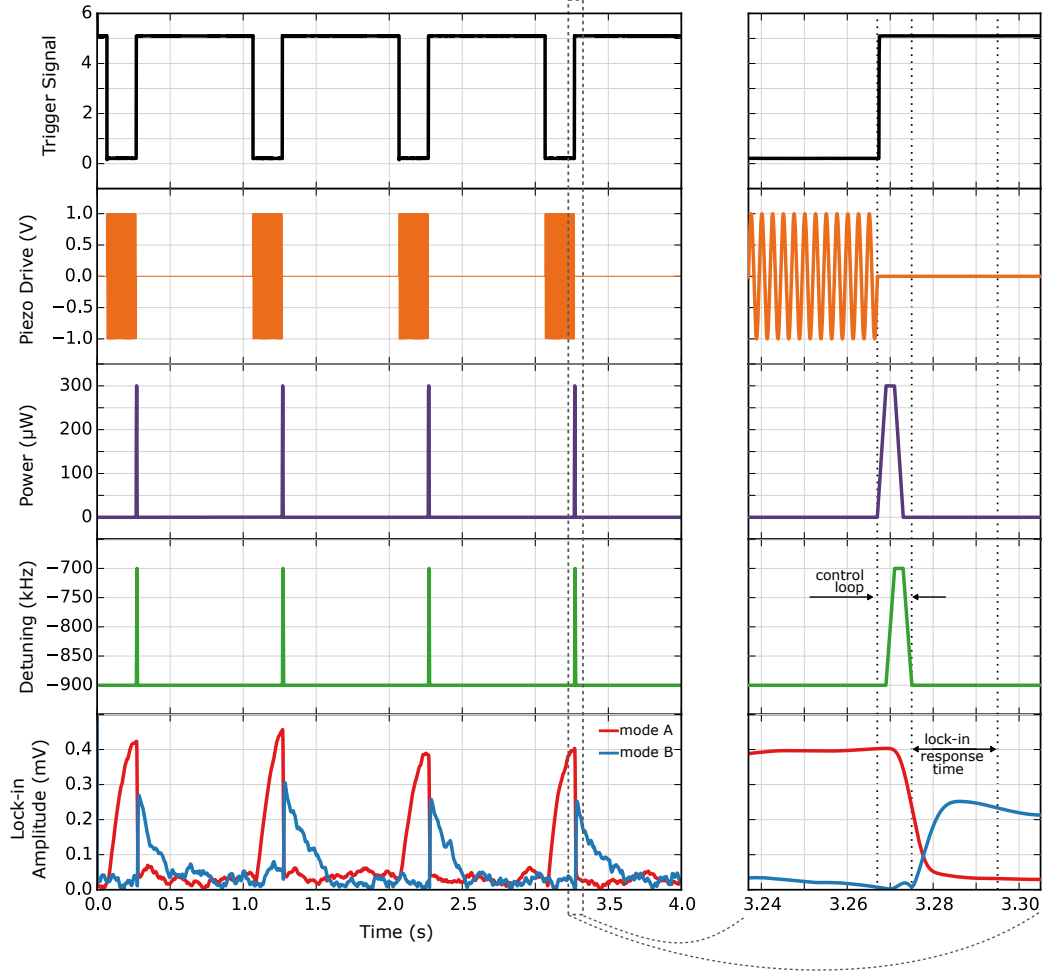 Trigger Signal
6
4
2
0
Piezo Drive (V)
1.0
0.5
0.0
−0.5
−1.0
Power (µW)
300
200
100
0
Detuning (kHz)
−700
−750
−800
−850
−900
control
loop
Lock-in
Amplitude (mV)
0.4
0.3
0.2
0.1
0.0
mode A
mode B
lock-in
response
time
0.0 0.5 1.0 1.5 2.0 2.5 3.0 3.5 4.0
3.24 3.26 3.28 3.30
Time (s)